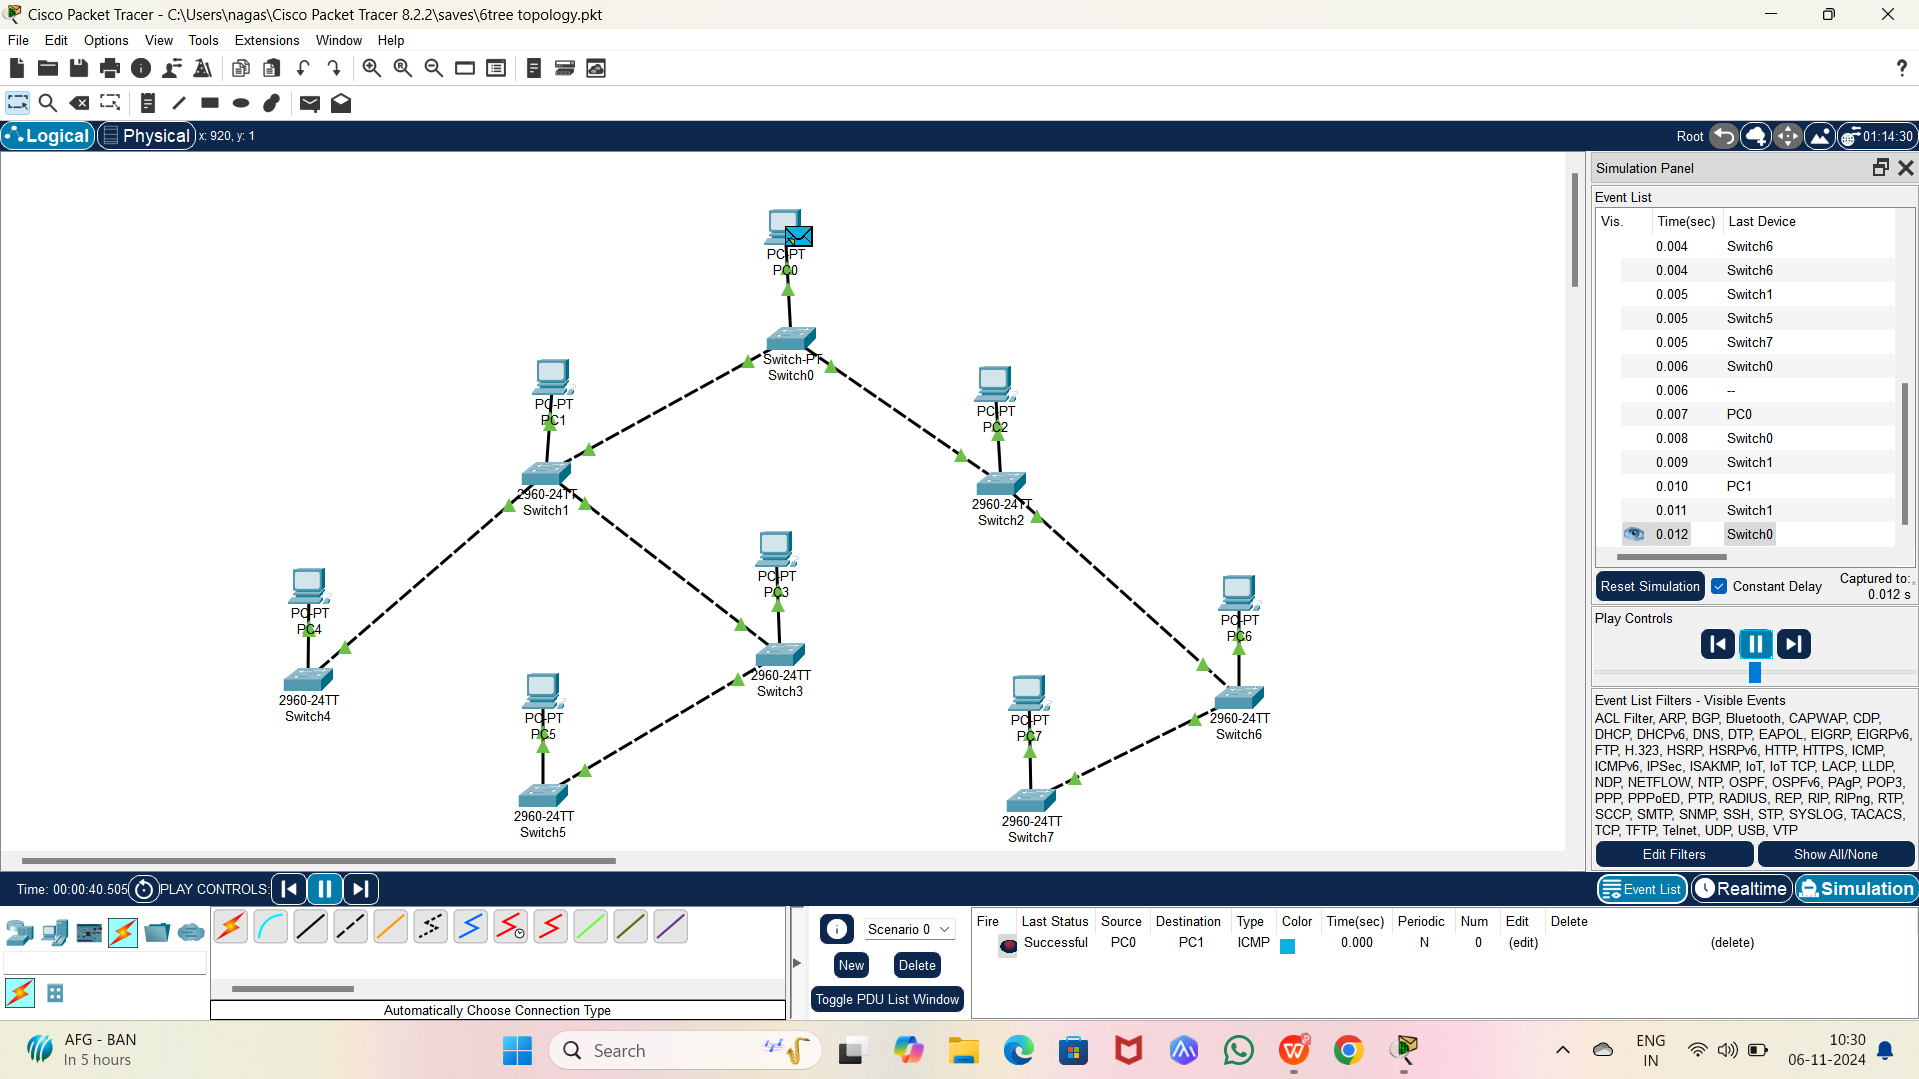 Cisco Packet Tracer - C:\Users\nagas\Cisco Packet Tracer 8.2.2\saves\6tree topology.pkt
File Edit Options View Tools Extensions Window Help
?
Logical Physical x: 920, y: 1
Root 01:14:30
Simulation Panel
Event List
Vis. Time(sec) Last Device
0.004 Switch6
0.004 Switch6
0.005 Switch1
0.005 Switch5
0.005 Switch7
0.006 Switch0
0.006 --
0.007 PC0
0.008 Switch0
0.009 Switch1
0.010 PC1
0.011 Switch1
0.012 Switch0
Reset Simulation Constant Delay Captured to:
0.012 s
Play Controls
Event List Filters - Visible Events
ACL Filter, ARP, BGP, Bluetooth, CAPWAP, CDP,
DHCP, DHCPv6, DNS, DTP, EAPOL, EIGRP, EIGRPv6,
FTP, H.323, HSRP, HSRPv6, HTTP, HTTPS, ICMP,
ICMPv6, IPSec, ISAKMP, IoT, IoT TCP, LACP, LLDP,
NDP, NETFLOW, NTP, OSPF, OSPFv6, PAgP, POP3,
PPP, PPPoED, PTP, RADIUS, REP, RIP, RIPng, RTP,
SCCP, SMTP, SNMP, SSH, STP, SYSLOG, TACACS,
TCP, TFTP, Telnet, UDP, USB, VTP
Edit Filters Show All/None
PC-PT
PC0
Switch-PT
Switch0
PC-PT
PC1
2960-24TT
Switch1
PC-PT
PC2
2960-24TT
Switch2
PC-PT
PC3
2960-24TT
Switch3
PC-PT
PC4
2960-24TT
Switch4
PC-PT
PC5
2960-24TT
Switch5
PC-PT
PC6
2960-24TT
Switch6
PC-PT
PC7
2960-24TT
Switch7
Time: 00:00:40.505 PLAY CONTROLS:
Event List Realtime Simulation
Automatically Choose Connection Type
Scenario 0
New Delete
Toggle PDU List Window
Fire Last Status Source Destination Type Color Time(sec) Periodic Num Edit Delete
Successful PC0 PC1 ICMP 0.000 N 0 (edit) (delete)
AFG - BAN
In 5 hours
Search
ENG
IN
10:30
06-11-2024